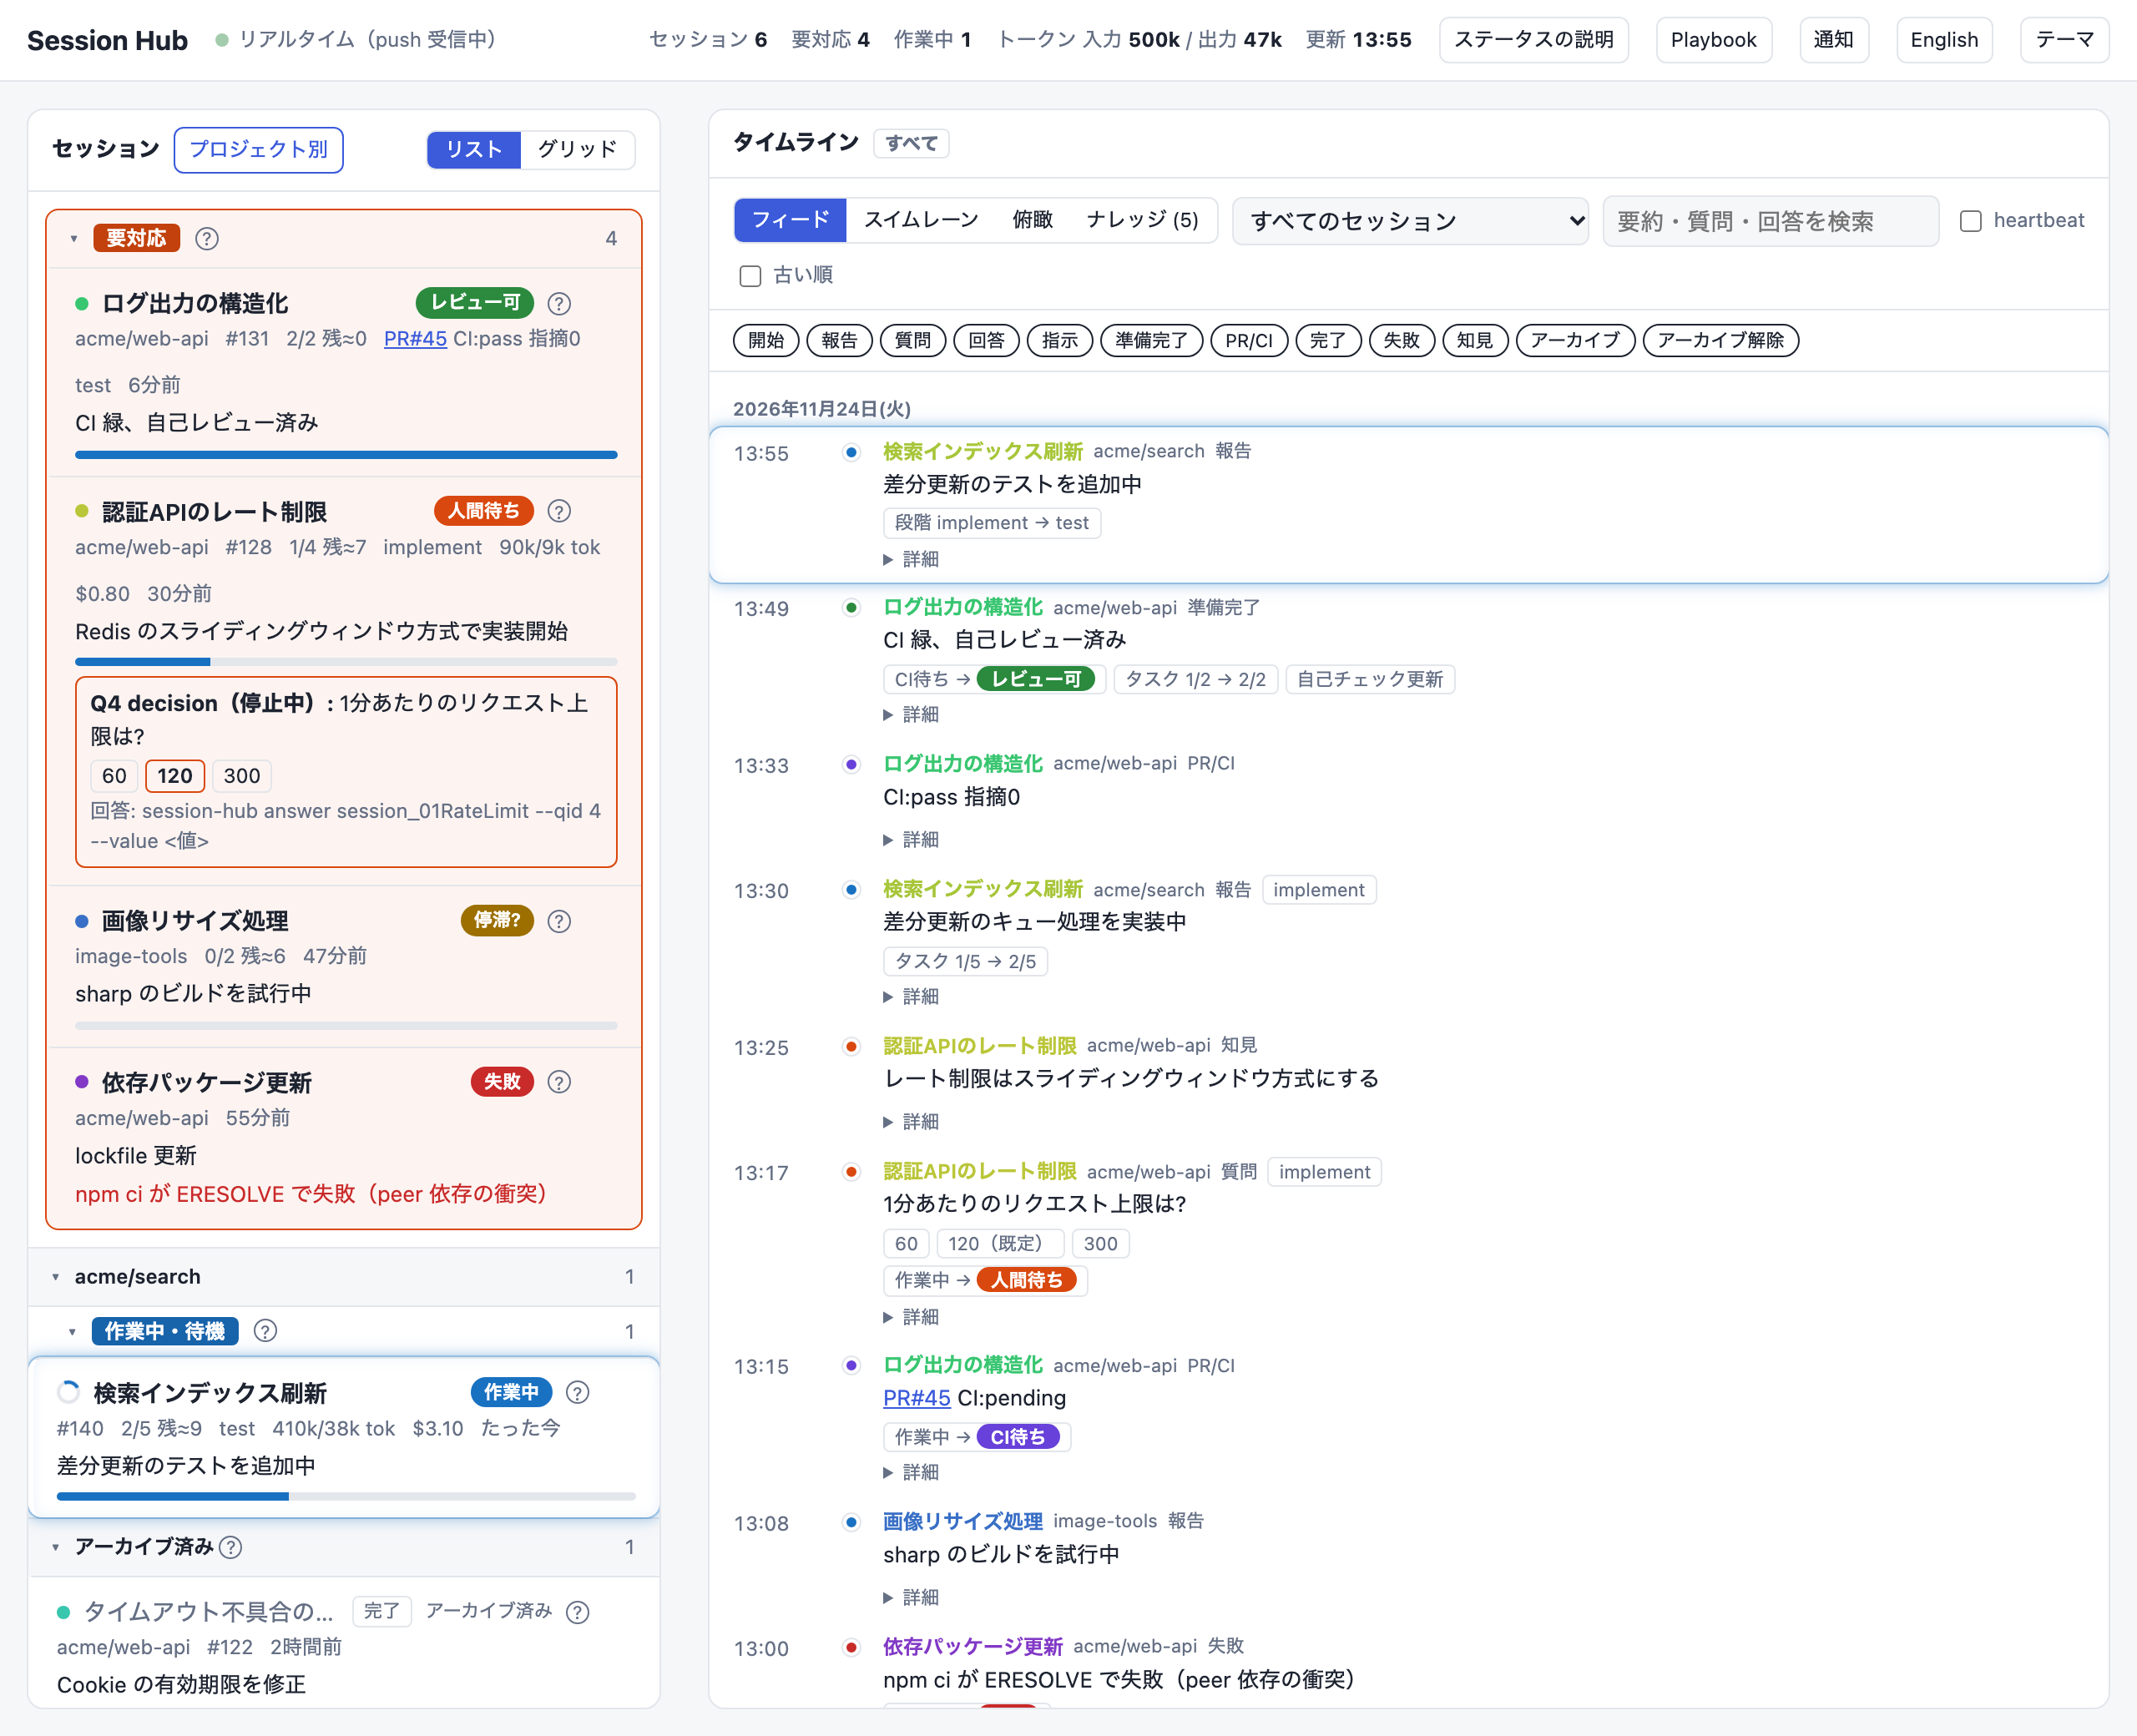 Session Hub
リアルタイム（push 受信中）
セッション 6 要対応 4 作業中 1 トークン 入力 500k / 出力 47k 更新 13:55
ステータスの説明
Playbook
通知
English
テーマ
セッション
プロジェクト別
リスト
グリッド
▾ 要対応 ? 4
ログ出力の構造化 レビュー可 ?
acme/web-api #131 2/2 残≈0 PR#45 CI:pass 指摘0
test 6分前
CI 緑、自己レビュー済み
認証APIのレート制限 人間待ち ?
acme/web-api #128 1/4 残≈7 implement 90k/9k tok
$0.80 30分前
Redis のスライディングウィンドウ方式で実装開始
Q4 decision（停止中）: 1分あたりのリクエスト上
限は?
60 120 300
回答: session-hub answer session_01RateLimit --qid 4
--value <値>
画像リサイズ処理 停滞? ?
image-tools 0/2 残≈6 47分前
sharp のビルドを試行中
依存パッケージ更新 失敗 ?
acme/web-api 55分前
lockfile 更新
npm ci が ERESOLVE で失敗（peer 依存の衝突）
▾ acme/search 1
▾ 作業中・待機 ? 1
検索インデックス刷新 作業中 ?
#140 2/5 残≈9 test 410k/38k tok $3.10 たった今
差分更新のテストを追加中
▾ アーカイブ済み ? 1
タイムアウト不具合の... 完了 アーカイブ済み ?
acme/web-api #122 2時間前
Cookie の有効期限を修正
タイムライン すべて
フィード スイムレーン 俯瞰 ナレッジ (5)
すべてのセッション
要約・質問・回答を検索
heartbeat
古い順
開始 報告 質問 回答 指示 準備完了 PR/CI 完了 失敗 知見 アーカイブ アーカイブ解除
2026年11月24日(火)
13:55 検索インデックス刷新 acme/search 報告
差分更新のテストを追加中
段階 implement → test
▶ 詳細
13:49 ログ出力の構造化 acme/web-api 準備完了
CI 緑、自己レビュー済み
CI待ち → レビュー可 タスク 1/2 → 2/2 自己チェック更新
▶ 詳細
13:33 ログ出力の構造化 acme/web-api PR/CI
CI:pass 指摘0
▶ 詳細
13:30 検索インデックス刷新 acme/search 報告 implement
差分更新のキュー処理を実装中
タスク 1/5 → 2/5
▶ 詳細
13:25 認証APIのレート制限 acme/web-api 知見
レート制限はスライディングウィンドウ方式にする
▶ 詳細
13:17 認証APIのレート制限 acme/web-api 質問 implement
1分あたりのリクエスト上限は?
60 120（既定） 300
作業中 → 人間待ち
▶ 詳細
13:15 ログ出力の構造化 acme/web-api PR/CI
PR#45 CI:pending
作業中 → CI待ち
▶ 詳細
13:08 画像リサイズ処理 image-tools 報告
sharp のビルドを試行中
▶ 詳細
13:00 依存パッケージ更新 acme/web-api 失敗
npm ci が ERESOLVE で失敗（peer 依存の衝突）